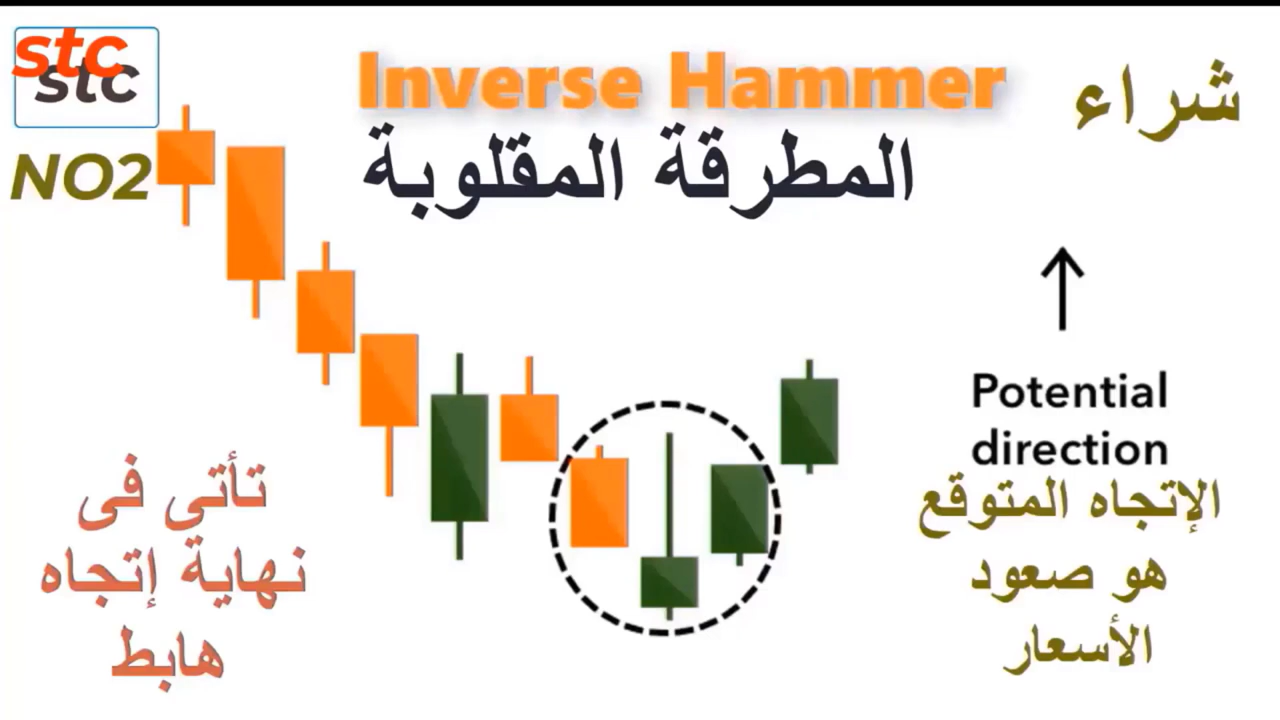 stc
stc
NO2
Inverse Hammer
المطرقة المقلوبة
شراء
Potential
direction
الإتجاه المتوقع
هو صعود
الأسعار
تأتي فى
نهاية إتجاه
هابط